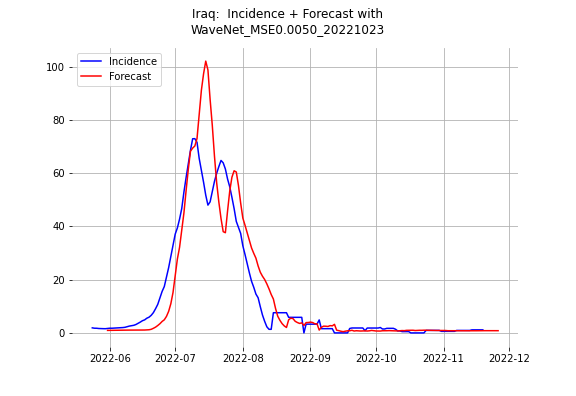 Iraq:  Incidence + Forecast with
WaveNet_MSE0.0050_20221023
Incidence
Forecast
100
80
60
40
20
0
2022-06 2022-07 2022-08 2022-09 2022-10 2022-11 2022-12